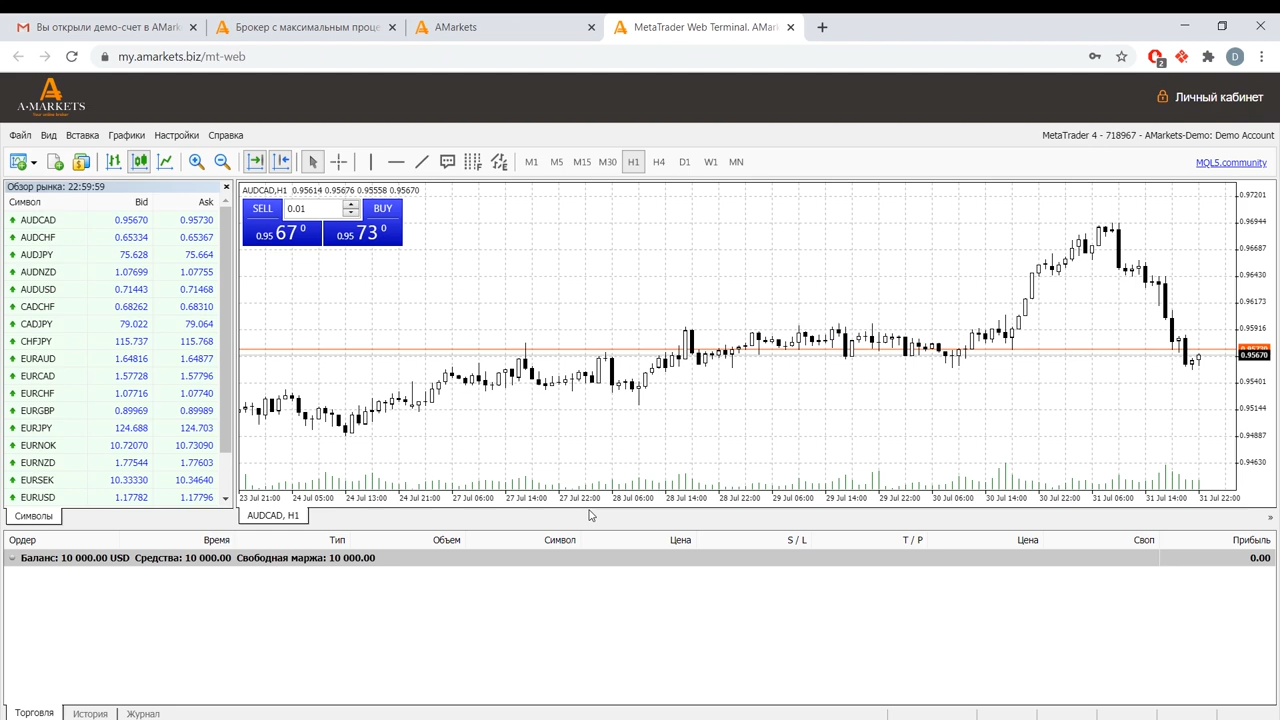 Вы открыли демо-счет в AMark
Брокер с максимальным проце
AMarkets
MetaTrader Web Terminal. AMark
my.amarkets.biz/mt-web
2
D
A-MARKETS
Your online broker
Личный кабинет
Файл Вид Вставка Графики Настройки Справка
MetaTrader 4 - 718967 - AMarkets-Demo: Demo Account
M1 M5 M15 M30 H1 H4 D1 W1 MN
MQL5.community
Обзор рынка: 22:59:59
Символ Bid Ask
AUDCAD 0.95670 0.95730
AUDCHF 0.65334 0.65367
AUDJPY 75.628 75.664
AUDNZD 1.07699 1.07755
AUDUSD 0.71443 0.71468
CADCHF 0.68262 0.68310
CADJPY 79.022 79.064
CHFJPY 115.737 115.768
EURAUD 1.64816 1.64877
EURCAD 1.57728 1.57796
EURCHF 1.07716 1.07740
EURGBP 0.89969 0.89989
EURJPY 124.688 124.703
EURNOK 10.72070 10.73090
EURNZD 1.77544 1.77603
EURSEK 10.33330 10.34640
EURUSD 1.17782 1.17796
Символы
AUDCAD,H1 0.95614 0.95676 0.95558 0.95670
SELL 0.01 BUY
0.95 67 0 0.95 73 0
0.97201
0.96944
0.96687
0.96430
0.96173
0.95916
0.95730
0.95670
0.95401
0.95144
0.94887
0.94630
23 Jul 21:00 24 Jul 05:00 24 Jul 13:00 24 Jul 21:00 27 Jul 06:00 27 Jul 14:00 27 Jul 22:00 28 Jul 06:00 28 Jul 14:00 28 Jul 22:00 29 Jul 06:00 29 Jul 14:00 29 Jul 22:00 30 Jul 06:00 30 Jul 14:00 30 Jul 22:00 31 Jul 06:00 31 Jul 14:00 31 Jul 22:00
AUDCAD, H1
Ордер Время Тип Объем Символ Цена S / L T / P Цена Своп Прибыль
Баланс: 10 000.00 USD Средства: 10 000.00 Свободная маржа: 10 000.00 0.00
Торговля История Журнал